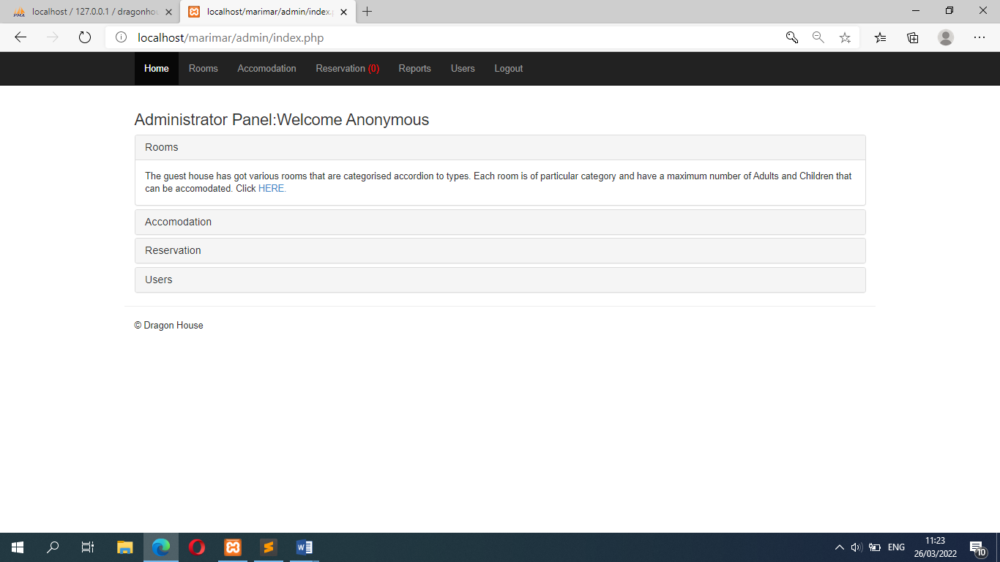 localhost / 127.0.0.1 / dragonhou
localhost/marimar/admin/index.p
localhost/marimar/admin/index.php
Home Rooms Accomodation Reservation (0) Reports Users Logout
Administrator Panel:Welcome Anonymous
Rooms
The guest house has got various rooms that are categorised accordion to types. Each room is of particular category and have a maximum number of Adults and Children that
can be accomodated. Click HERE.
Accomodation
Reservation
Users
© Dragon House
ENG
11:23
26/03/2022
10